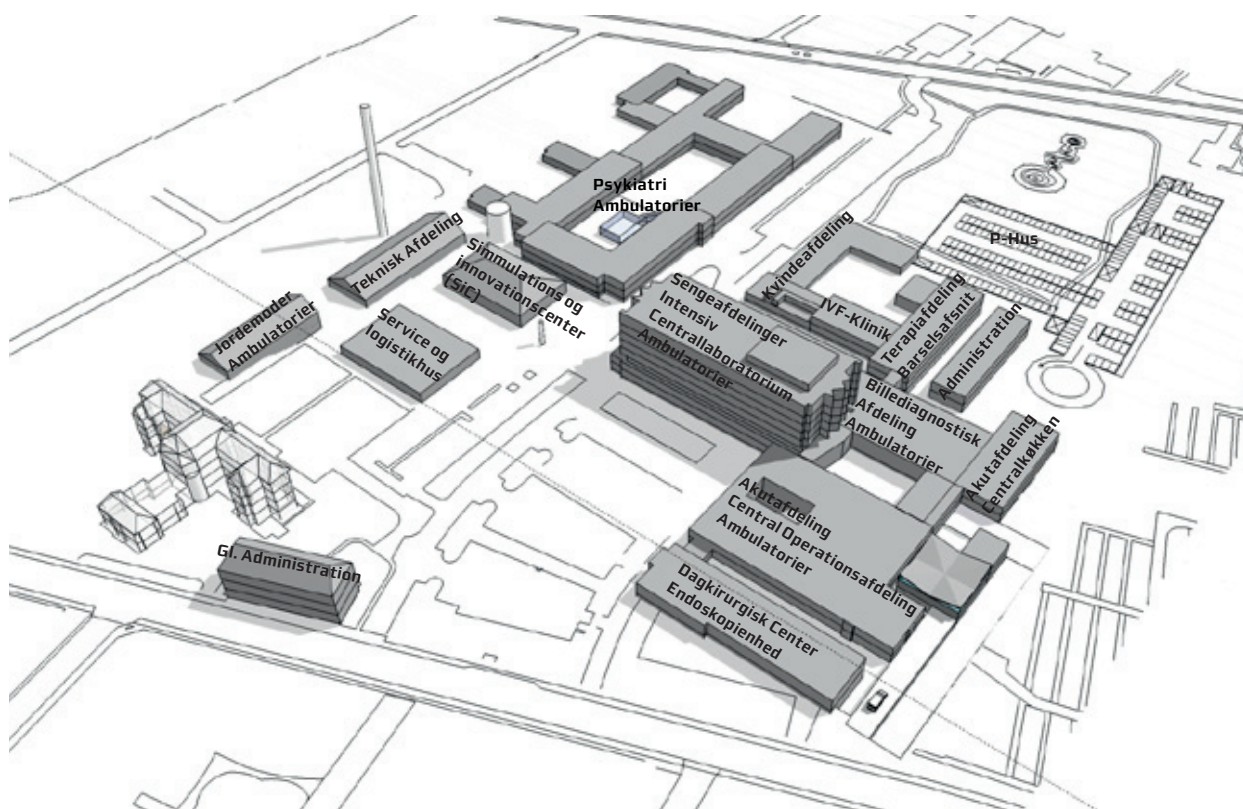 Psykiatri
Ambulatorier
P-Hus
Kvindeafdeling
IVF-Klinik
Terapiafdeling
Barselsafsnit
Administration
Teknisk Afdeling
Simmulations og
innovationscenter
(SiC)
Sengeafdelinger
Intensiv
Centrallaboratorium
Ambulatorier
Jordemoder
Ambulatorier
Service og
logistikhus
Billediagnostisk
Afdeling
Ambulatorier
Akutafdeling
Centralkøkken
Akutafdeling
Central Operationsafdeling
Ambulatorier
Gl. Administration
Dagkirurgisk Center
Endoskopienhed